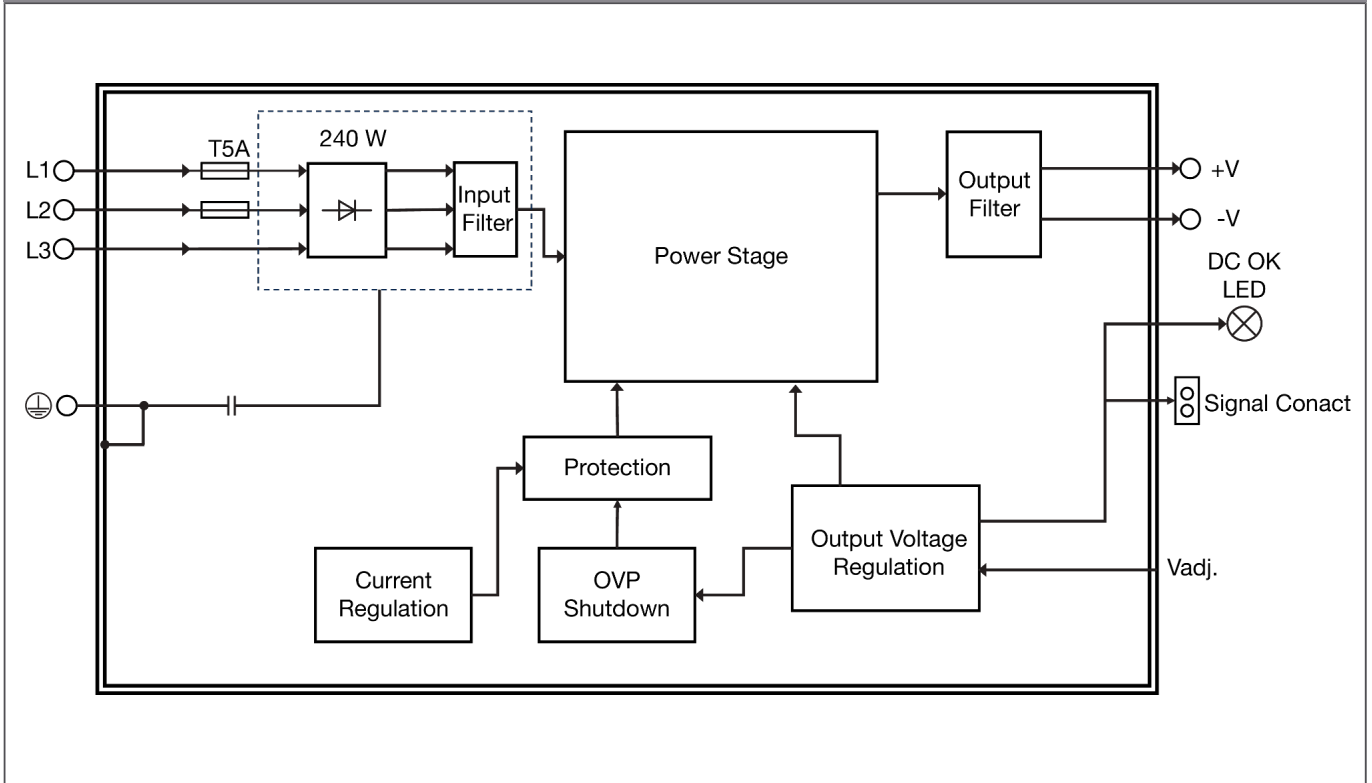 240 W
T5A
L1
L2
L3
Input
Filter
Power Stage
Output
Filter
+V
-V
DC OK
LED
Signal Conact
Protection
Current
Regulation
OVP
Shutdown
Output Voltage
Regulation
Vadj.